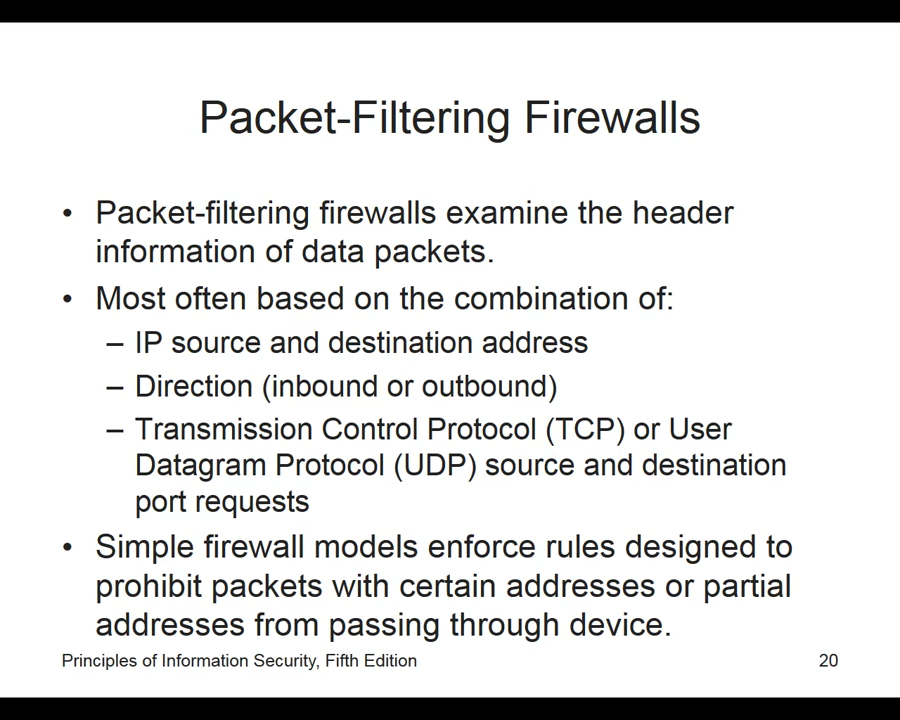 Packet-Filtering Firewalls
• Packet-filtering firewalls examine the header
information of data packets.
• Most often based on the combination of:
– IP source and destination address
– Direction (inbound or outbound)
– Transmission Control Protocol (TCP) or User
Datagram Protocol (UDP) source and destination
port requests
• Simple firewall models enforce rules designed to
prohibit packets with certain addresses or partial
addresses from passing through device.
Principles of Information Security, Fifth Edition
20